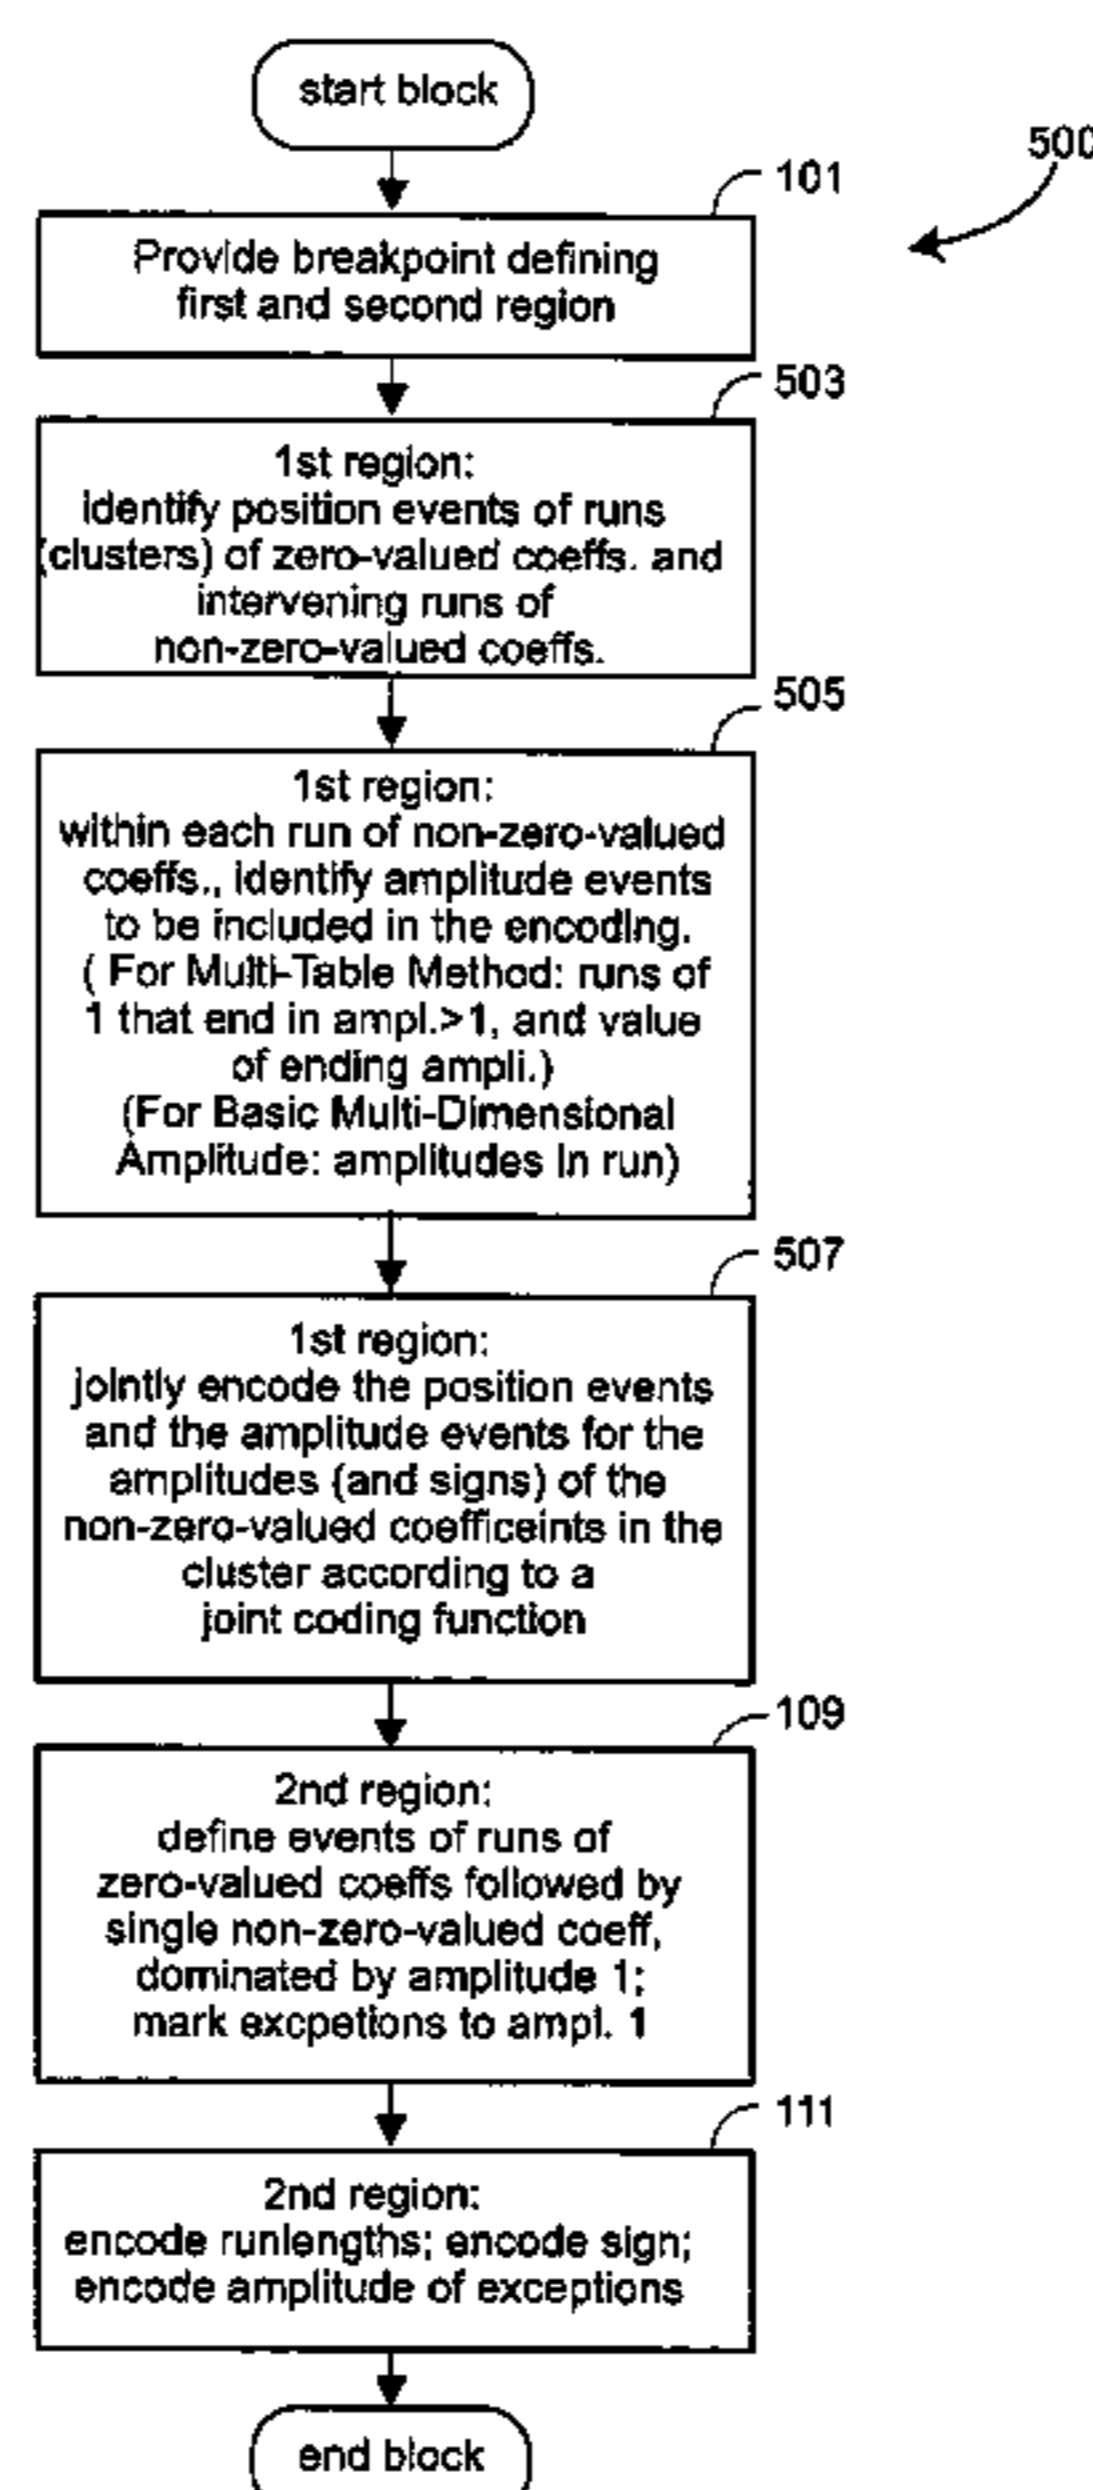 start block
500
101
Provide breakpoint defining
first and second region
503
1st region:
identify position events of runs
(clusters) of zero-valued coeffs. and
intervening runs of
non-zero-valued coeffs.
505
1st region:
within each run of non-zero-valued
coeffs., identify amplitude events
to be included in the encoding.
( For Multi-Table Method: runs of
1 that end in ampl.>1, and value
of ending ampli.)
(For Basic Multi-Dimensional
Amplitude: amplitudes in run)
507
1st region:
jointly encode the position events
and the amplitude events for the
amplitudes (and signs) of the
non-zero-valued coefficeints in the
cluster according to a
joint coding function
109
2nd region:
define events of runs of
zero-valued coeffs followed by
single non-zero-valued coeff,
dominated by amplitude 1;
mark excpetions to ampl. 1
111
2nd region:
encode runlengths; encode sign;
encode amplitude of exceptions
end block